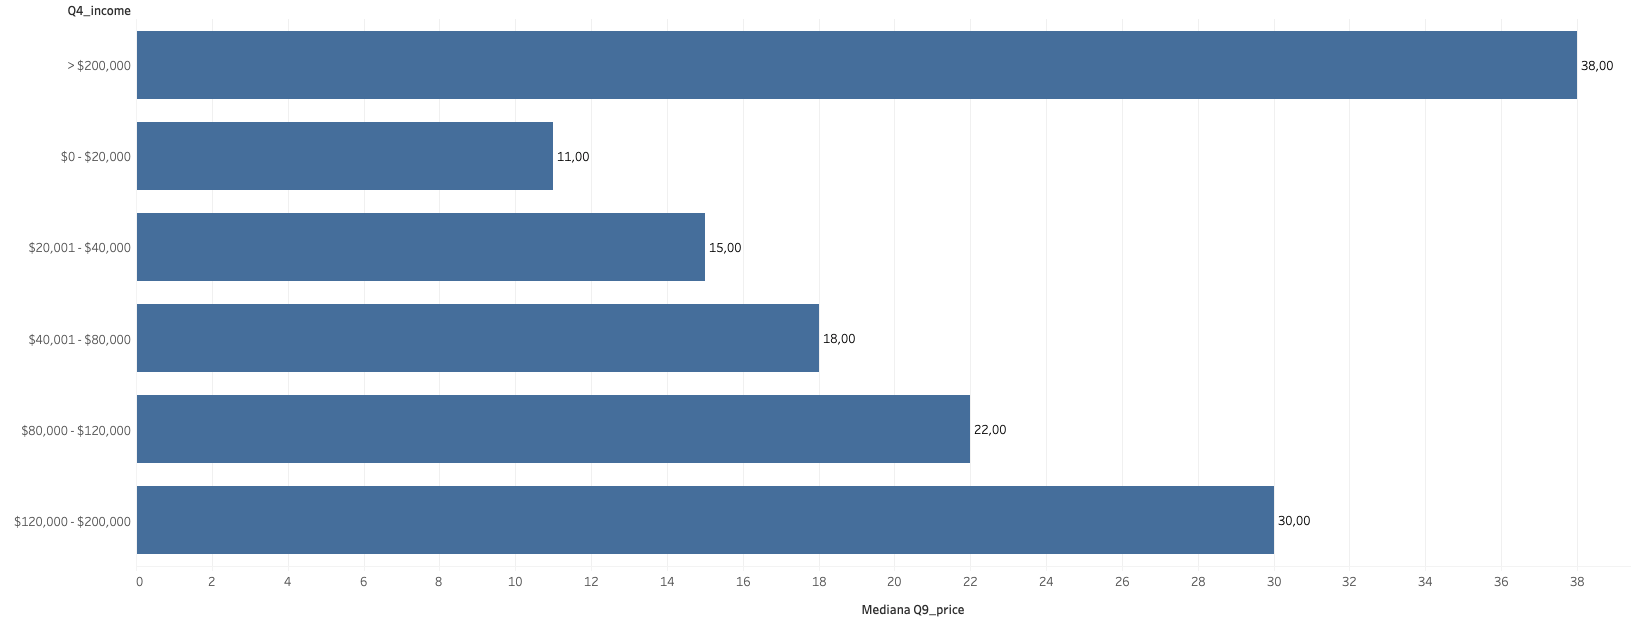 Q4_income
> $200,000
38,00
$0 - $20,000
11,00
$20,001 - $40,000
15,00
$40,001 - $80,000
18,00
$80,000 - $120,000
22,00
$120,000 - $200,000
30,00
0 2 4 6 8 10 12 14 16 18 20 22 24 26 28 30 32 34 36 38
Mediana Q9_price